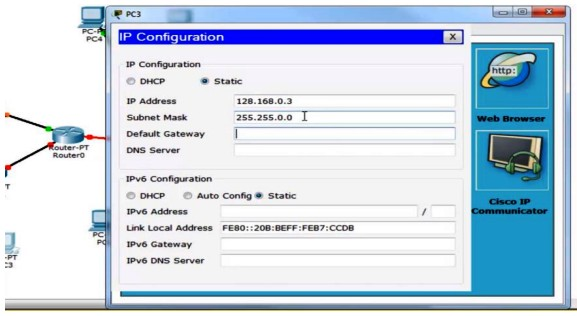 PC3
PC-P
PC4
IP Configuration
X
IP Configuration
DHCP Static
IP Address 128.168.0.3
Subnet Mask 255.255.0.0
Default Gateway
DNS Server
IPv6 Configuration
DHCP Auto Config Static
IPv6 Address /
Link Local Address FE80::20B:BEFF:FEB7:CCDB
IPv6 Gateway
IPv6 DNS Server
http:
Web Browser
Cisco IP
Communicator
Router-PT
Router0
T
PC
PC
-PT
C3